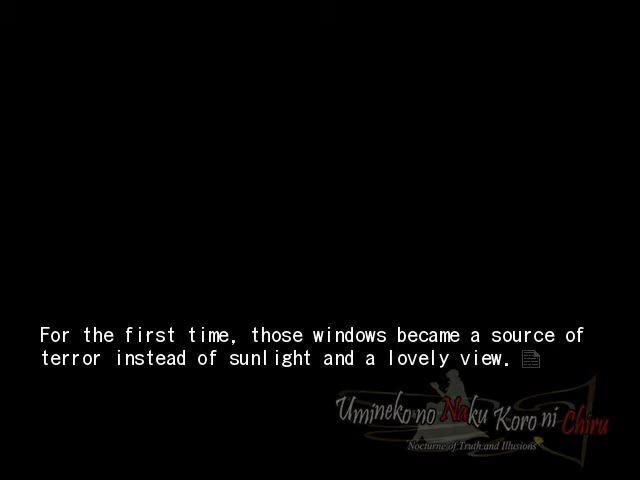 For the first time, those windows became a source of
terror instead of sunlight and a lovely view.
Umineko no Naku Koro ni Chiru
Nocturne of Truth and Illusions